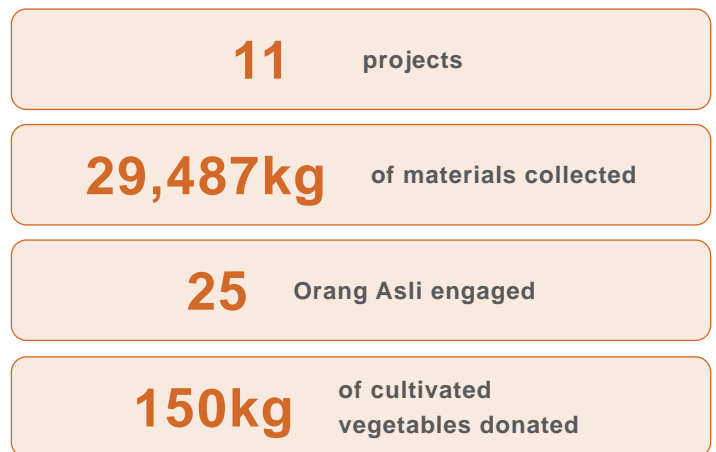 11 projects
29,487kg of materials collected
25 Orang Asli engaged
150kg of cultivated
vegetables donated